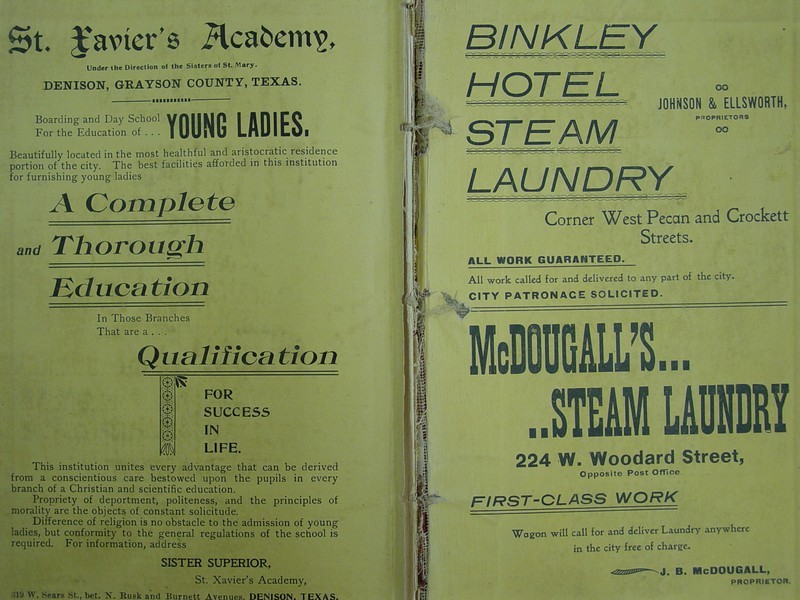 St. Xavier's Academy,
Under the Direction of the Sisters of St. Mary.
DENISON, GRAYSON COUNTY, TEXAS.
Boarding and Day School
For the Education of . . .
YOUNG LADIES.
Beautifully located in the most healthful and aristocratic residence
portion of the city. The best facilities afforded in this institution
for furnishing young ladies
A Complete
and Thorough
Education
In Those Branches
That are a . . .
Qualification
FOR
SUCCESS
IN
LIFE.
This institution unites every advantage that can be derived
from a conscientious care bestowed upon the pupils in every
branch of a Christian and scientific education.
Propriety of deportment, politeness, and the principles of
morality are the objects of constant solicitude.
Difference of religion is no obstacle to the admission of young
ladies, but conformity to the general regulations of the school is
required. For information, address
SISTER SUPERIOR,
St. Xavier's Academy,
319 W. Sears St., bet. N. Rusk and Burnett Avenues, DENISON, TEXAS.
BINKLEY
HOTEL
STEAM
LAUNDRY
JOHNSON & ELLSWORTH,
PROPRIETORS
Corner West Pecan and Crockett
Streets.
ALL WORK GUARANTEED.
All work called for and delivered to any part of the city.
CITY PATRONAGE SOLICITED.
McDOUGALL'S...
..STEAM LAUNDRY
224 W. Woodard Street,
Opposite Post Office
FIRST-CLASS WORK
Wagon will call for and deliver Laundry anywhere
in the city free of charge.
J. B. McDOUGALL,
PROPRIETOR.